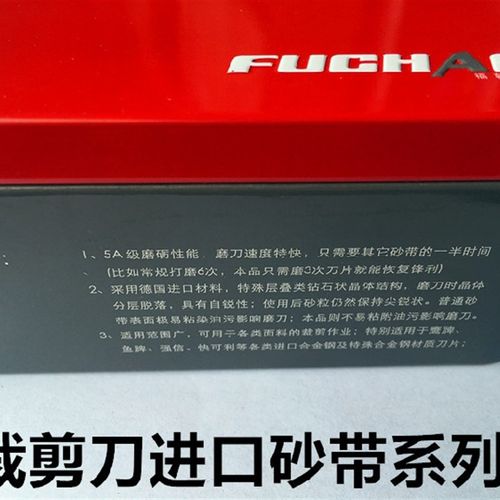 FUCHA
1、5A级磨砺性能，磨刀速度特快，只需要其它砂带的一半时间
(比如常规打磨6次，本品只需磨3次刀片就能恢复锋利)
2、采用德国进口材料，特殊层叠类钻石状晶体结构，磨刀时晶体
分层脱落，具有自锐性；使用后砂粒仍然保持尖锐状。普通砂
带表面极易粘染油污影响磨刀；本品则不易粘附油污影响磨刀。
3、适用范围广，可用于各类面料的裁剪作业；特别适用于鹰牌、
鱼牌、强信、快可利等各类进口合金钢及特殊合金钢材质刀片；
裁剪刀进口砂带系列